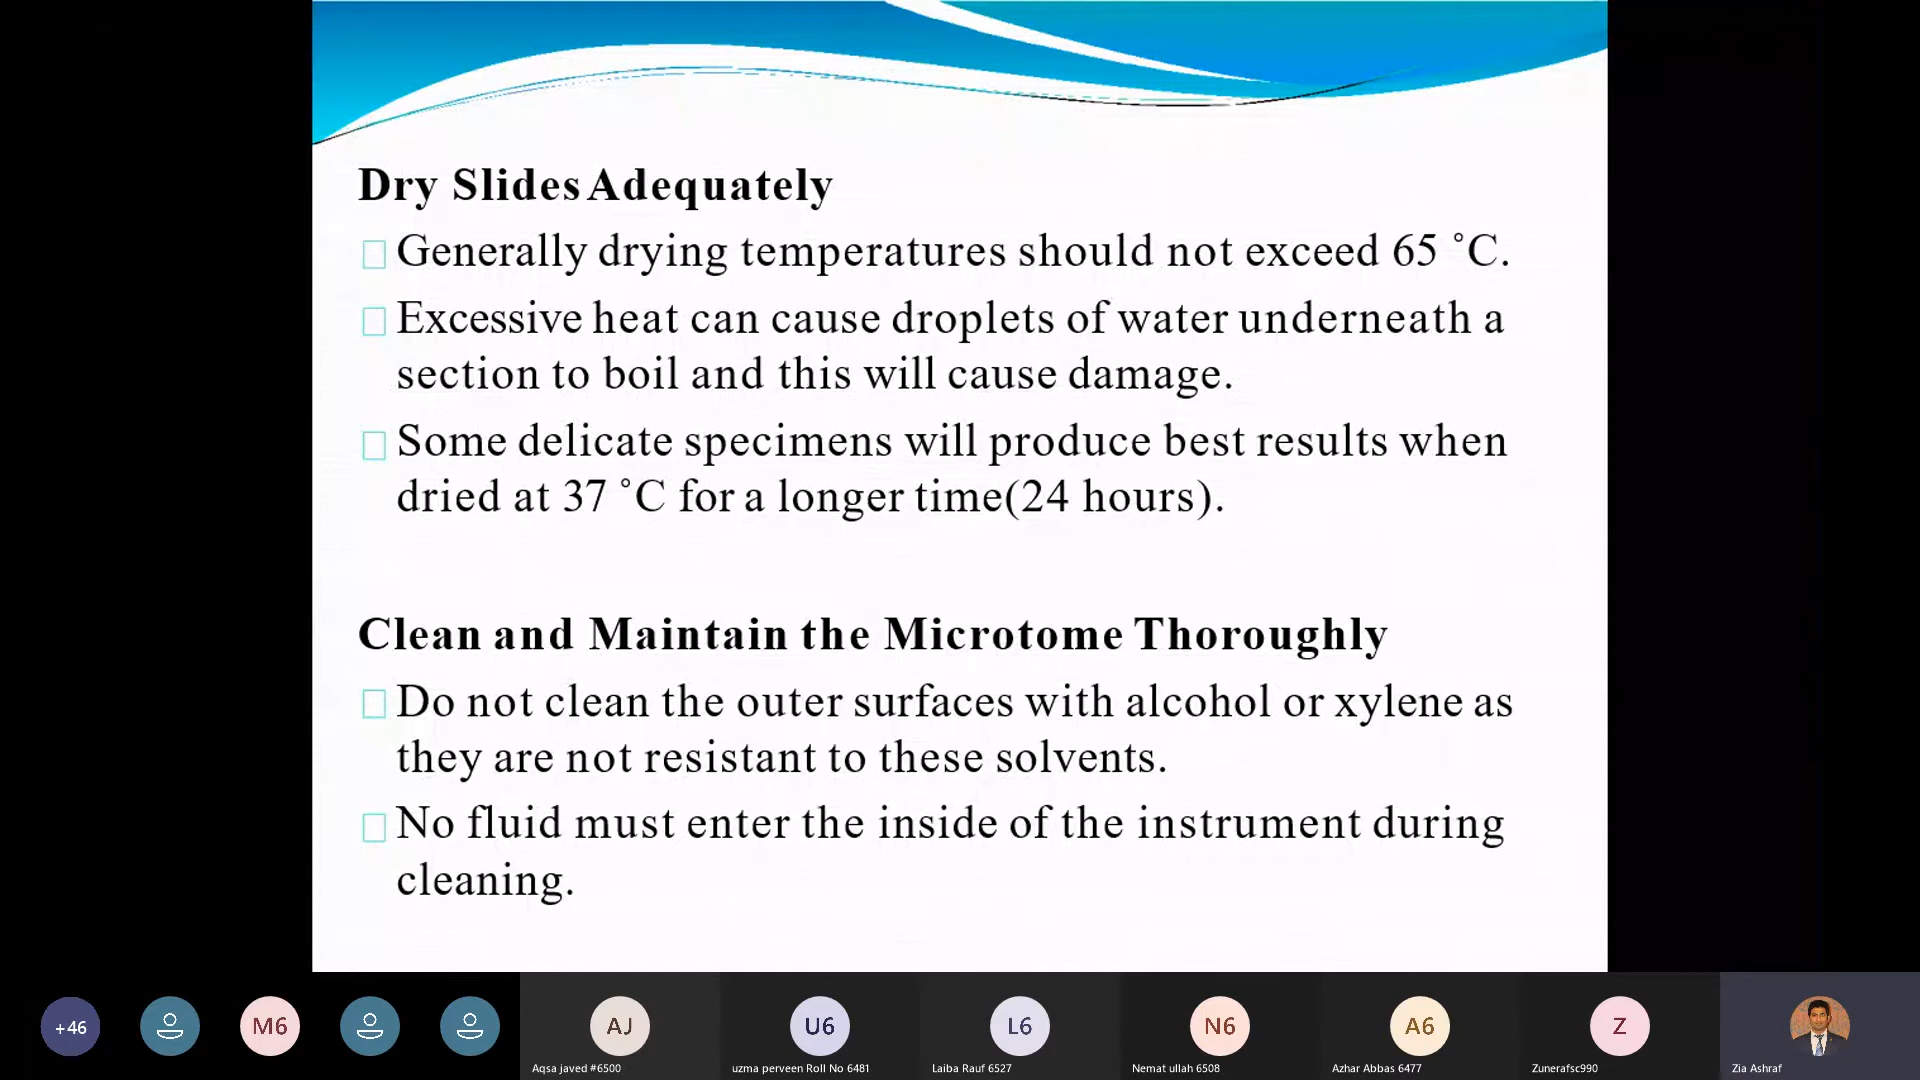 Dry Slides Adequately
Generally drying temperatures should not exceed 65 ˚C.
Excessive heat can cause droplets of water underneath a
section to boil and this will cause damage.
Some delicate specimens will produce best results when
dried at 37 ˚C for a longer time(24 hours).
Clean and Maintain the Microtome Thoroughly
Do not clean the outer surfaces with alcohol or xylene as
they are not resistant to these solvents.
No fluid must enter the inside of the instrument during
cleaning.
+46 M6 AJ U6 L6 N6 A6 Z
Aqsa javed #6500 uzma perveen Roll No 6481 Laiba Rauf 6527 Nemat ullah 6508 Azhar Abbas 6477 Zunerafsc990 Zia Ashraf